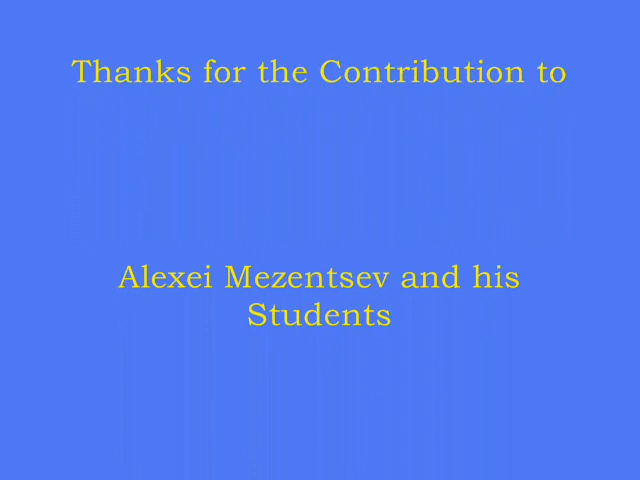 Thanks for the Contribution to
Alexei Mezentsev and his
Students